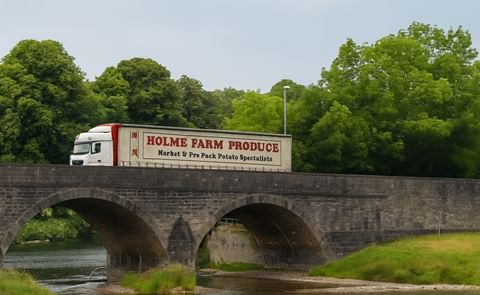 HOLME FARM PRODUCE
Market & Pre Pack Potato Specialists